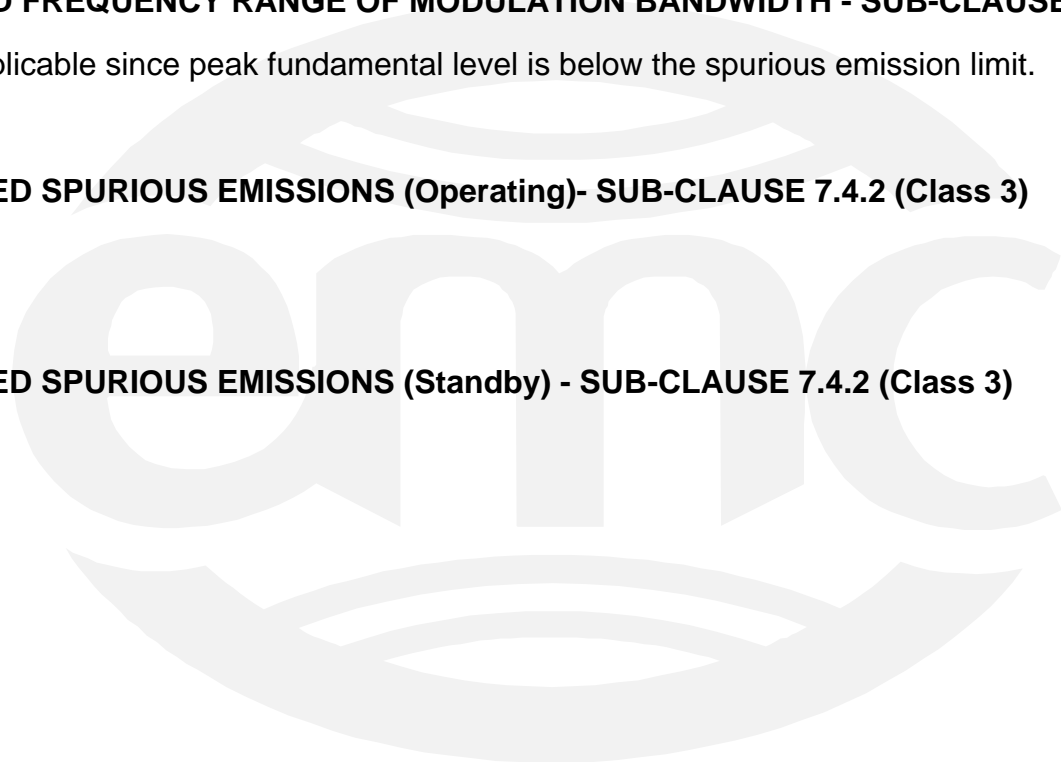 D FREQUENCY RANGE OF MODULATION BANDWIDTH - SUB-CLAUSE
plicable since peak fundamental level is below the spurious emission limit.
ED SPURIOUS EMISSIONS (Operating)- SUB-CLAUSE 7.4.2 (Class 3)
ED SPURIOUS EMISSIONS (Standby) - SUB-CLAUSE 7.4.2 (Class 3)
emc